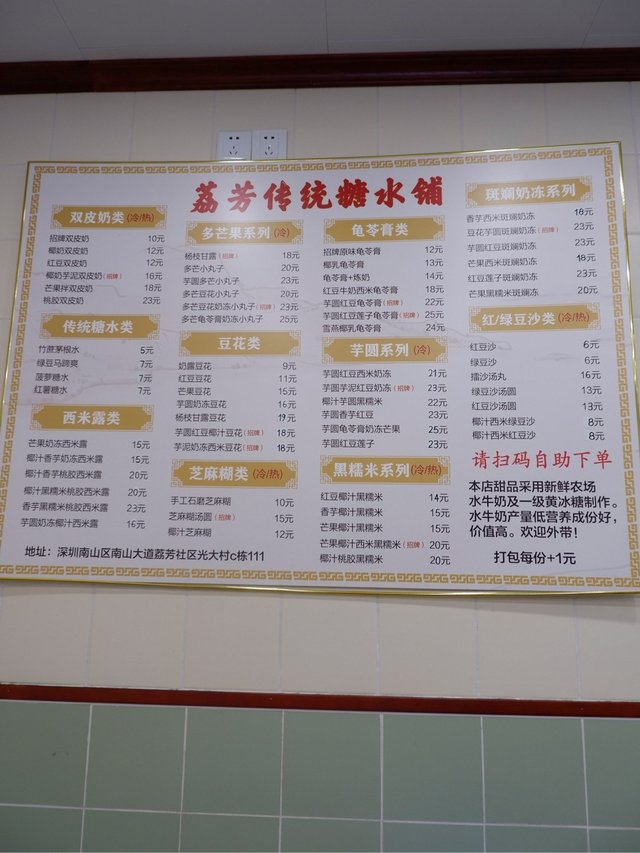 荔芳传统糖水铺
双皮奶类(冷/热)
招牌双皮奶 10元
椰奶双皮奶 12元
红豆双皮奶 12元
椰奶芋泥双皮奶(招牌) 16元
芒果拌双皮奶 18元
桃胶双皮奶 23元
传统糖水类
竹蔗茅根水 5元
绿豆马蹄爽 7元
菠萝糖水 7元
红薯糖水 7元
西米露类
芒果奶冻西米露 15元
椰汁香芋奶冻西米露 15元
椰汁香芋桃胶西米露 20元
椰汁黑糯米桃胶西米露 20元
香芋黑糯米桃胶西米露 23元
芋圆奶冻椰汁西米露 16元
多芒果系列(冷)
杨枝甘露(招牌) 18元
多芒小丸子 20元
芋圆多芒小丸子 23元
多芒豆花小丸子 20元
多芒豆花奶冻小丸子(招牌) 23元
多芒龟苓膏奶冻小丸子 25元
豆花类
奶露豆花 9元
红豆豆花 11元
芒果豆花 15元
芋圆奶冻豆花 16元
杨枝甘露豆花 19元
芋圆红豆椰汁豆花(招牌) 18元
芋泥奶冻西米豆花(招牌) 18元
芝麻糊类(冷/热)
手工石磨芝麻糊 10元
芝麻糊汤圆(招牌) 15元
椰汁芝麻糊 12元
龟苓膏类
招牌原味龟苓膏 12元
椰乳龟苓膏 13元
龟苓膏+炼奶 14元
红豆牛奶西米龟苓膏 18元
芋圆红豆龟苓膏(招牌) 22元
芋圆红豆莲子龟苓膏(招牌) 25元
雪燕椰乳龟苓膏 24元
芋圆系列(冷)
芋圆红豆西米奶冻 21元
芋圆芋泥红豆奶冻(招牌) 23元
椰汁芋圆黑糯米 22元
芋圆香芋红豆 23元
芋圆龟苓膏奶冻芒果 25元
芋圆红豆莲子 23元
黑糯米系列(冷/热)
红豆椰汁黑糯米 14元
香芋椰汁黑糯米 15元
芒果椰汁黑糯米 15元
芒果椰汁西米黑糯米(招牌) 20元
椰汁桃胶黑糯米 20元
斑斓奶冻系列
香芋西米斑斓奶冻 18元
豆花芋圆斑斓奶冻(招牌) 23元
芋圆红豆斑斓奶冻 23元
芒果西米斑斓奶冻 18元
红豆莲子斑斓奶冻 23元
芒果黑糯米斑斓奶冻 20元
红/绿豆沙类(冷/热)
红豆沙 6元
绿豆沙 6元
擂沙汤丸 16元
绿豆沙汤圆 13元
红豆沙汤圆 13元
椰汁西米绿豆沙 8元
椰汁西米红豆沙 8元
请扫码自助下单
本店甜品采用新鲜农场
水牛奶及一级黄冰糖制作。
水牛奶产量低营养成份好，
价值高。欢迎外带！
打包每份+1元
地址：深圳南山区南山大道荔芳社区光大村c栋111